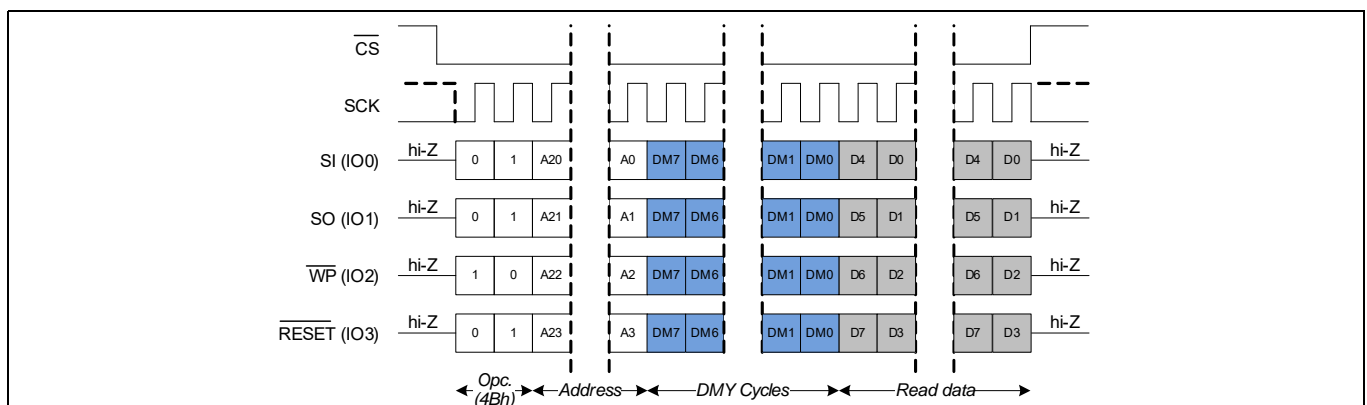 CS
SCK
SI (IO0) hi-Z 0 1 A20 A0 DM7 DM6 DM1 DM0 D4 D0 D4 D0 hi-Z
SO (IO1) hi-Z 0 1 A21 A1 DM7 DM6 DM1 DM0 D5 D1 D5 D1 hi-Z
WP (IO2) hi-Z 1 0 A22 A2 DM7 DM6 DM1 DM0 D6 D2 D6 D2 hi-Z
RESET (IO3) hi-Z 0 1 A23 A3 DM7 DM6 DM1 DM0 D7 D3 D7 D3 hi-Z
Opc. (4Bh) Address DMY Cycles Read data